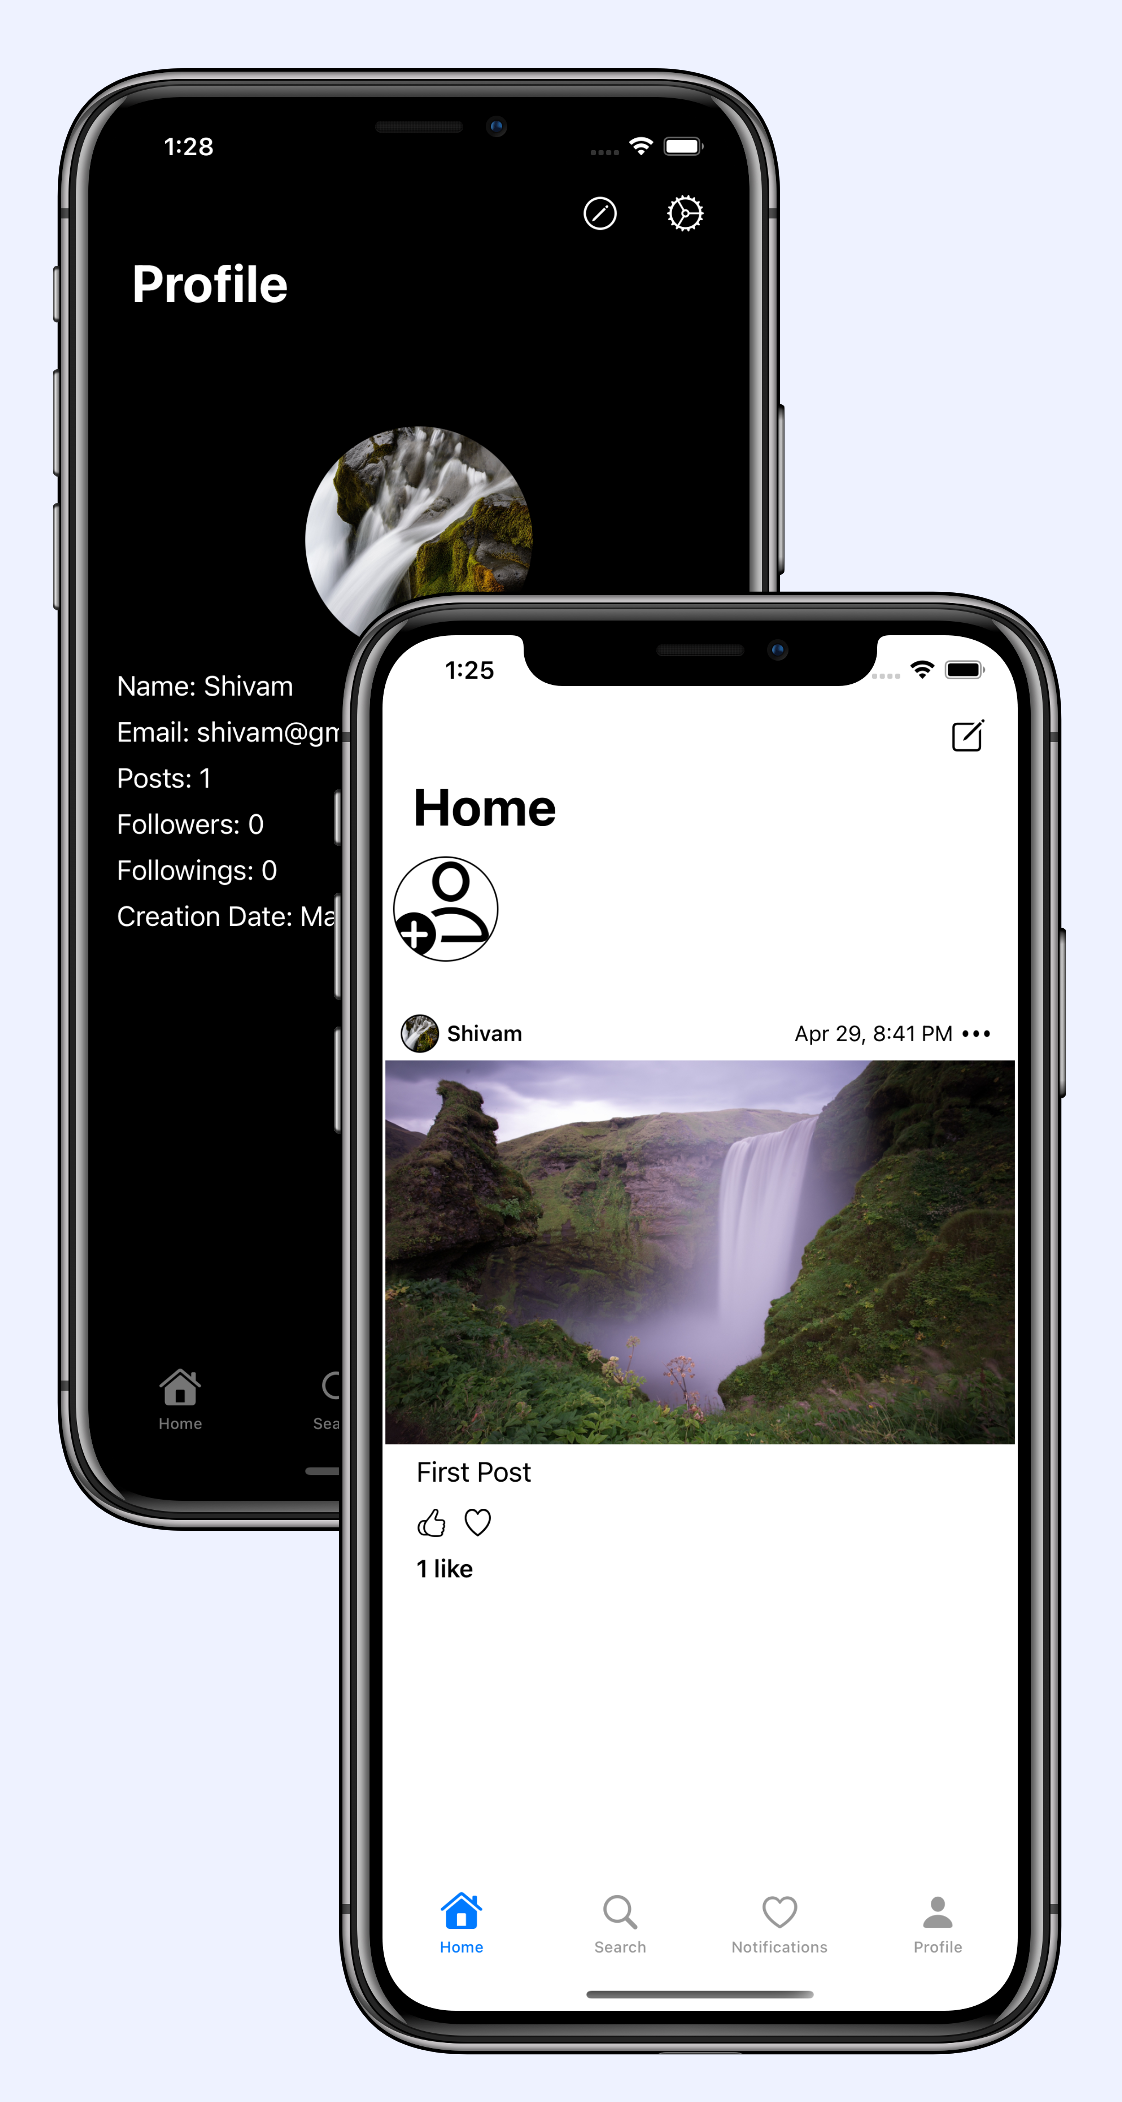 1:28
Profile
Name: Shivam
Email: shivam@gm
Posts: 1
Followers: 0
Followings: 0
Creation Date: Ma
Home
Sea
1:25
Home
Shivam
Apr 29, 8:41 PM
First Post
1 like
Home
Search
Notifications
Profile